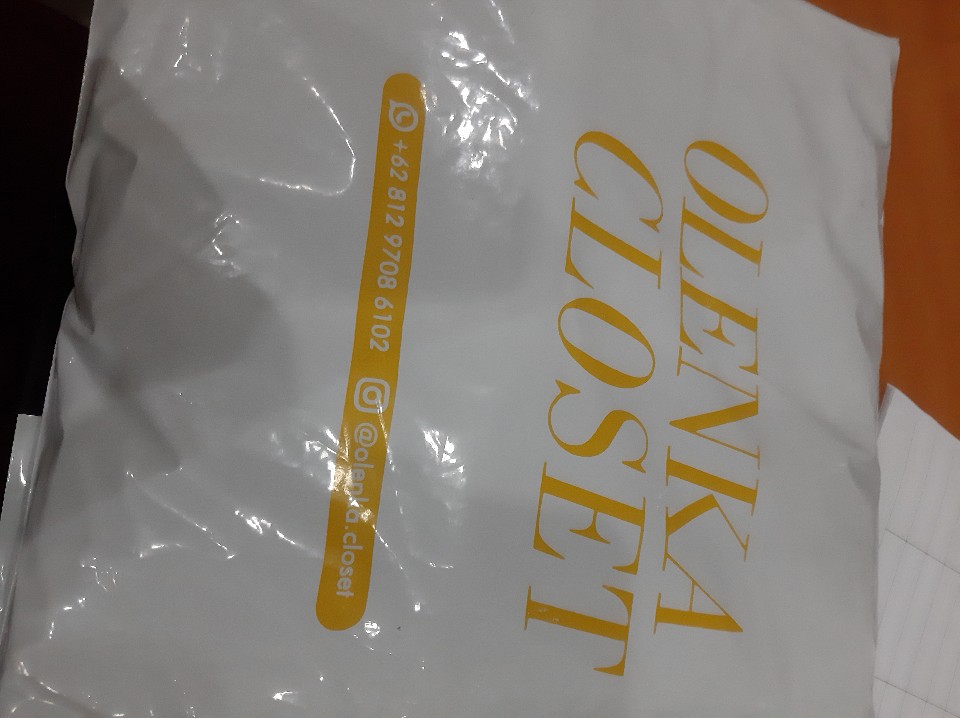 OLENKA
CLOSET
+62 812 9708 6102 @olenka.closet